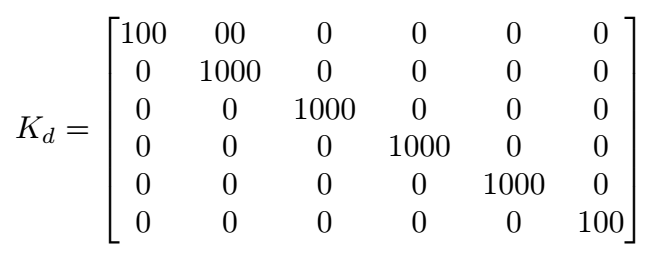 100 00 0 0 0 0
0 1000 0 0 0 0
0 0 1000 0 0 0
K_d = 0 0 0 1000 0 0
0 0 0 0 1000 0
0 0 0 0 0 100